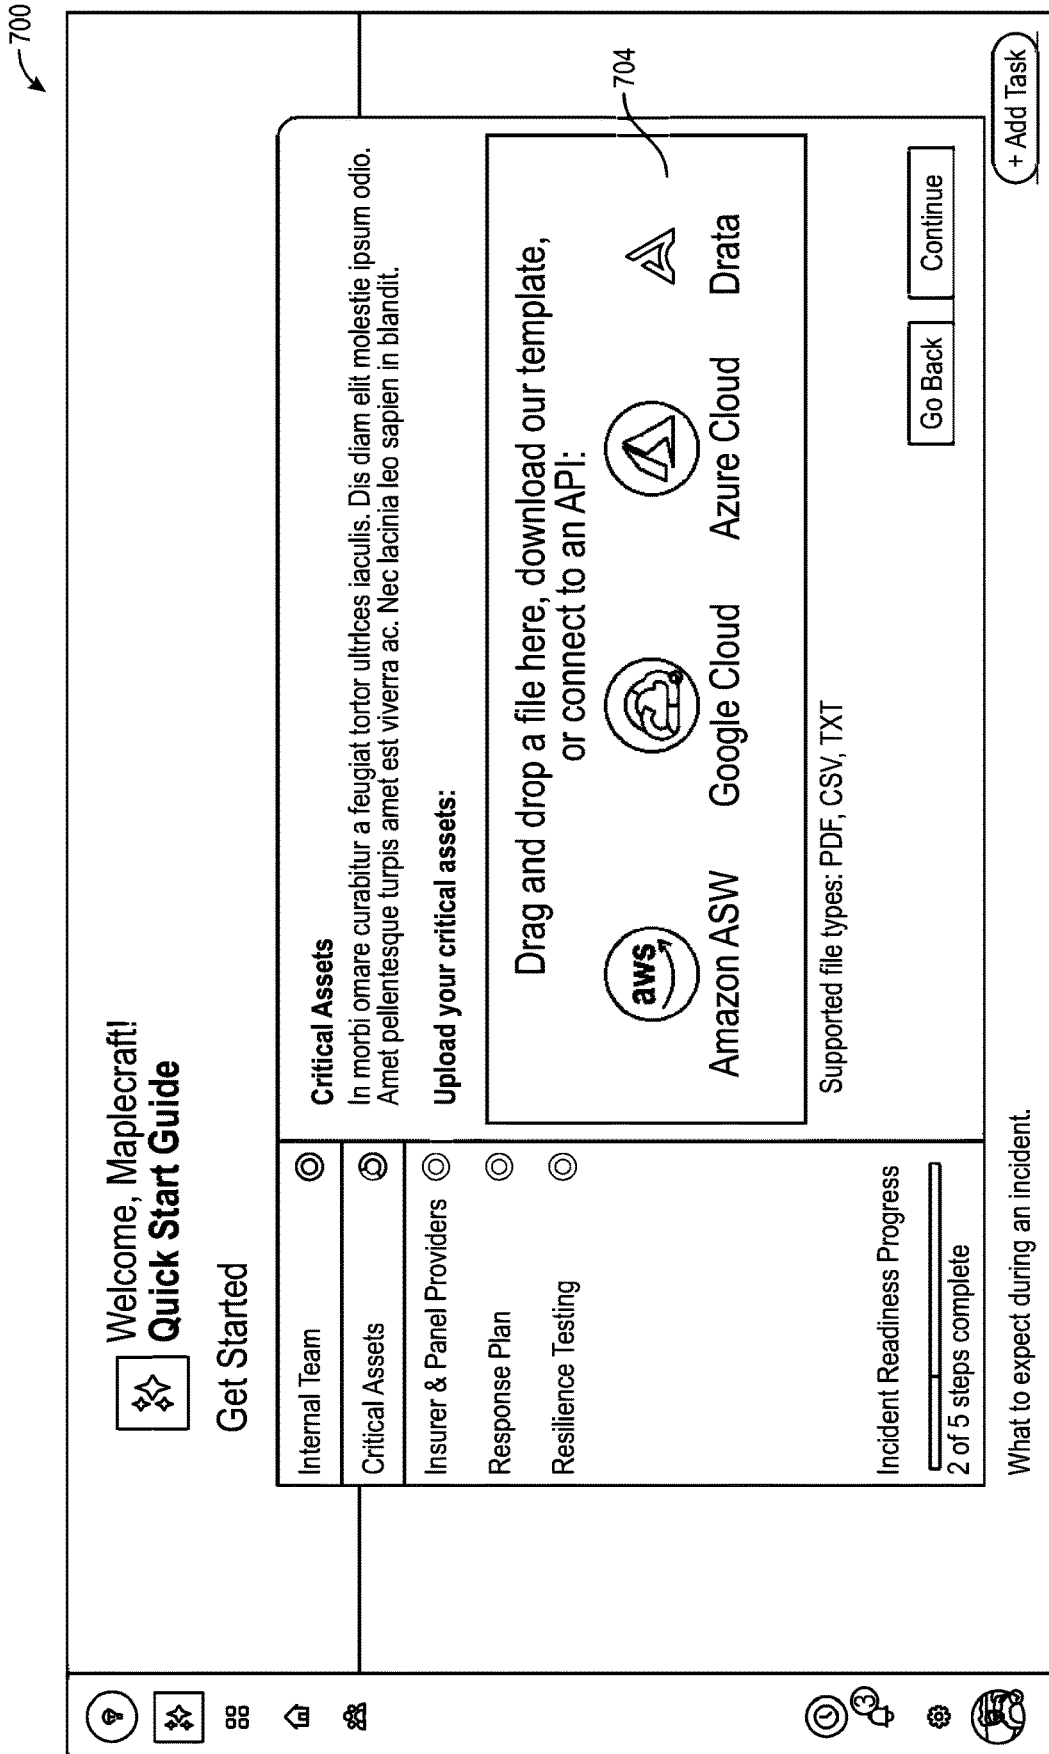 700
Welcome, Maplecraft!
Quick Start Guide
Get Started
Internal Team
Critical Assets
Insurer & Panel Providers
Response Plan
Resilience Testing
Incident Readiness Progress
2 of 5 steps complete
Critical Assets
In morbi omare curabitur a feugiat tortor ultrlces iaculis. Dis diam elit molestie ipsum odio.
Amet pellentesque turpis amet est viverra ac. Nec lacinia leo sapien in blandit.
Upload your critical assets:
Drag and drop a file here, download our template,
or connect to an API:
704
aws
Amazon ASW Google Cloud Azure Cloud Drata
Supported file types: PDF, CSV, TXT
Go Back Continue
3
What to expect during an incident.
+ Add Task